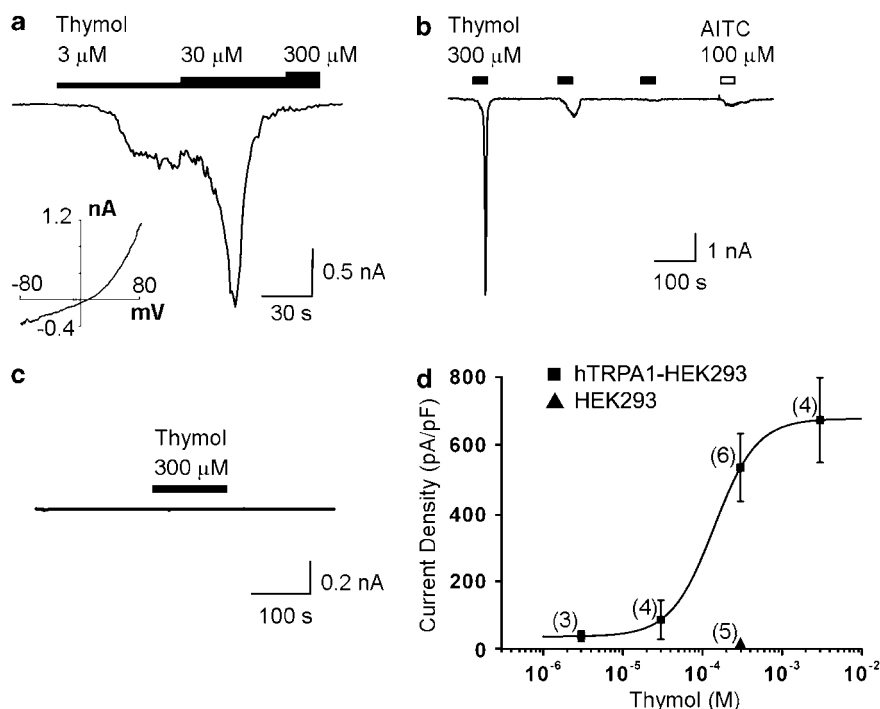 a
Thymol
3 µM 30 µM 300 µM
nA
1.2
-80 80
mV
-0.4
0.5 nA
30 s
b
Thymol AITC
300 µM 100 µM
1 nA
100 s
c
Thymol
300 µM
0.2 nA
100 s
d
hTRPA1-HEK293
HEK293
Current Density (pA/pF)
800
600
400
200
0
(3)
(4)
(6)
(4)
(5)
10⁻⁶ 10⁻⁵ 10⁻⁴ 10⁻³ 10⁻²
Thymol (M)